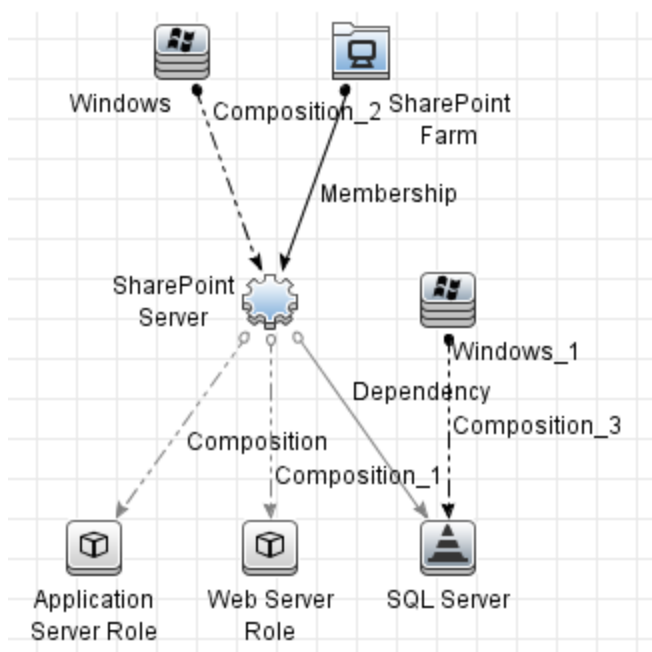 Windows
Composition_2
SharePoint
Farm
Membership
SharePoint
Server
Windows_1
Dependency
Composition_3
Composition
Composition_1
Application
Server Role
Web Server
Role
SQL Server